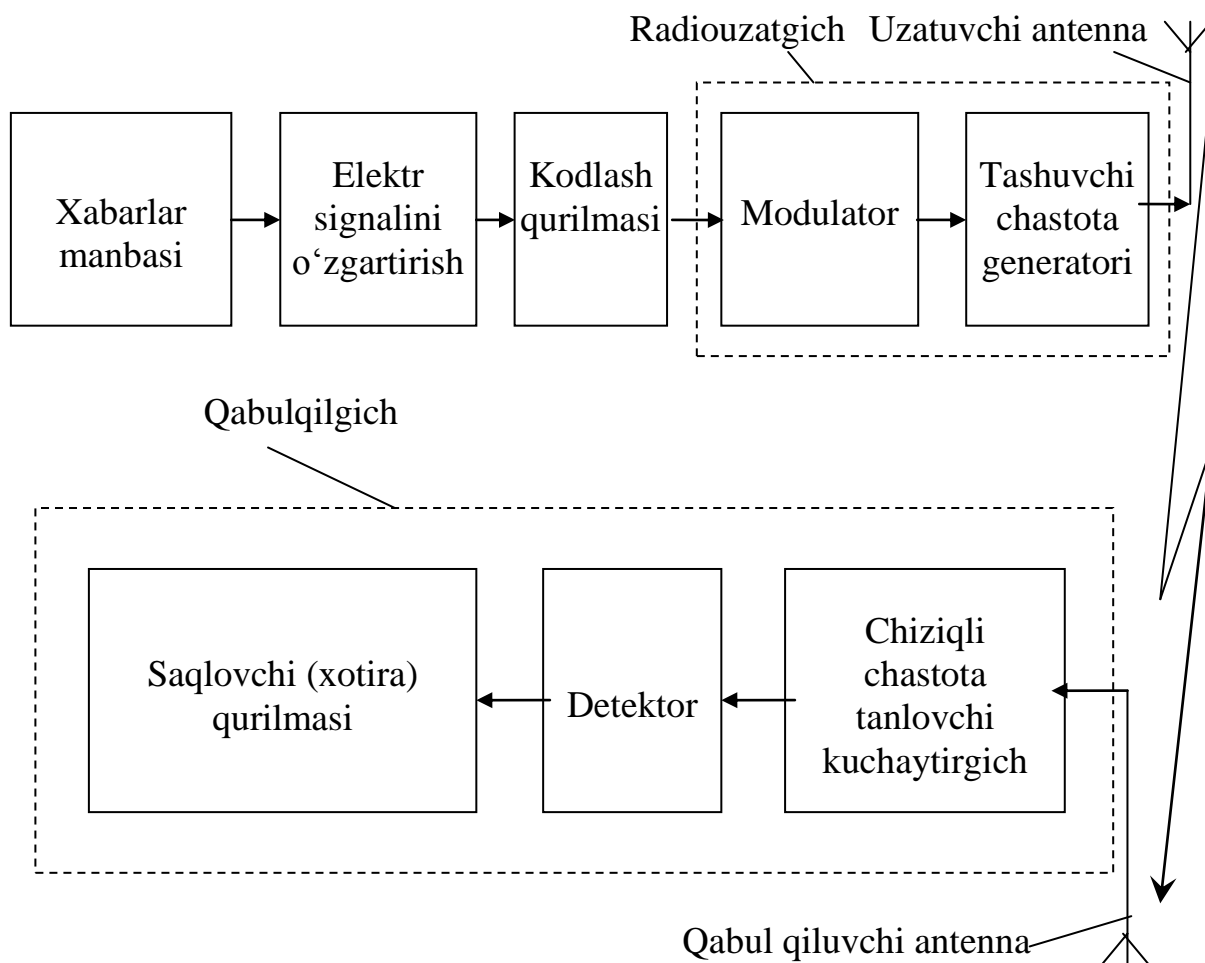 Radiouzatgich Uzatuvchi antenna
Xabarlar
manbasi
Elektr
signalini
o‘zgartirish
Kodlash
qurilmasi
Modulator
Tashuvchi
chastota
generatori
Qabulqilgich
Saqlovchi (xotira)
qurilmasi
Detektor
Chiziqli
chastota
tanlovchi
kuchaytirgich
Qabul qiluvchi antenna